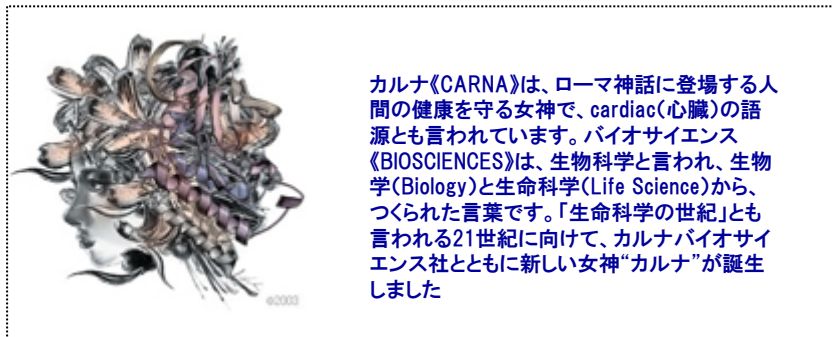 カルナ《CARNA》は、ローマ神話に登場する人
間の健康を守る女神で、cardiac(心臓)の語
源とも言われています。バイオサイエンス
《BIOSCIENCES》は、生物科学と言われ、生物
学(Biology)と生命科学(Life Science)から、
つくられた言葉です。「生命科学の世紀」とも
言われる21世紀に向けて、カルナバイオサイ
エンス社とともに新しい女神“カルナ”が誕生
しました
©2003